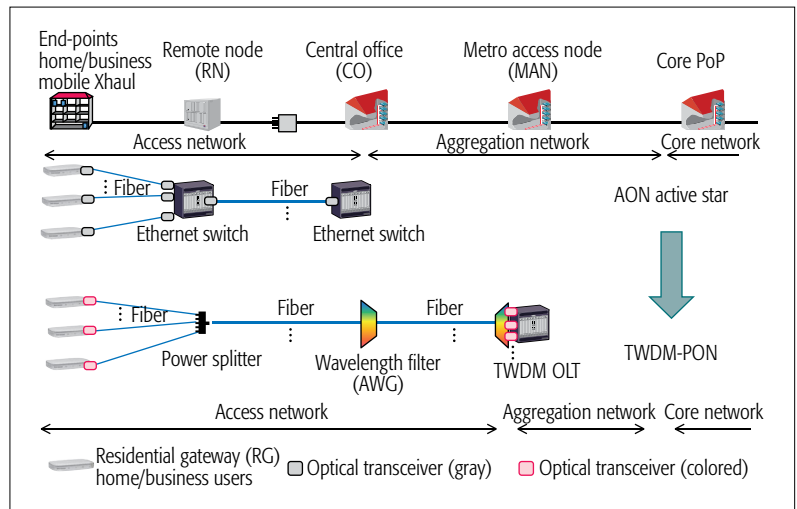 End-points
home/business
mobile Xhaul
Remote node
(RN)
Central office
(CO)
Metro access node
(MAN)
Core PoP
Access network
Aggregation network
Core network
Fiber
Fiber
AON active star
Ethernet switch
Ethernet switch
Fiber
Fiber
Fiber
Power splitter
Wavelength filter
(AWG)
TWDM OLT
TWDM-PON
Access network
Aggregation network
Core network
Residential gateway (RG)
home/business users
Optical transceiver (gray)
Optical transceiver (colored)